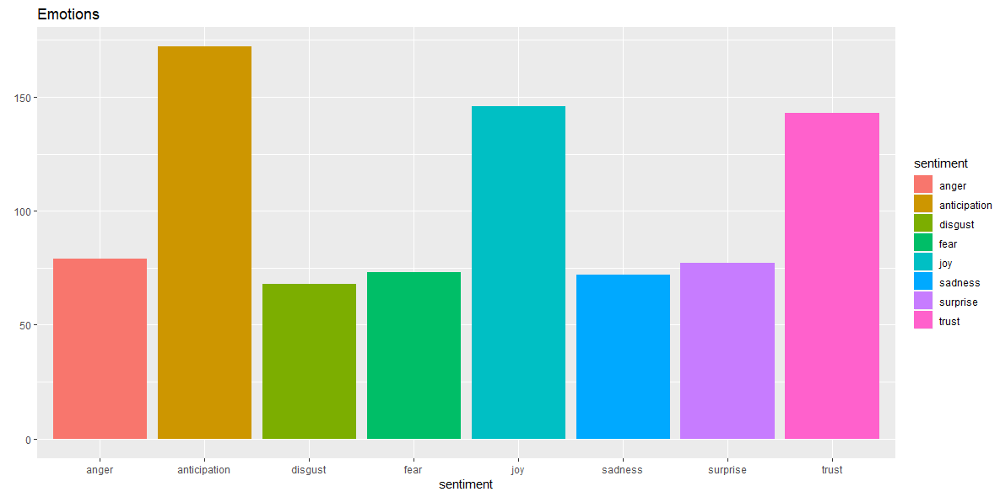 Emotions
150
100
50
0
anger anticipation disgust fear joy sadness surprise trust
sentiment
sentiment
anger
anticipation
disgust
fear
joy
sadness
surprise
trust